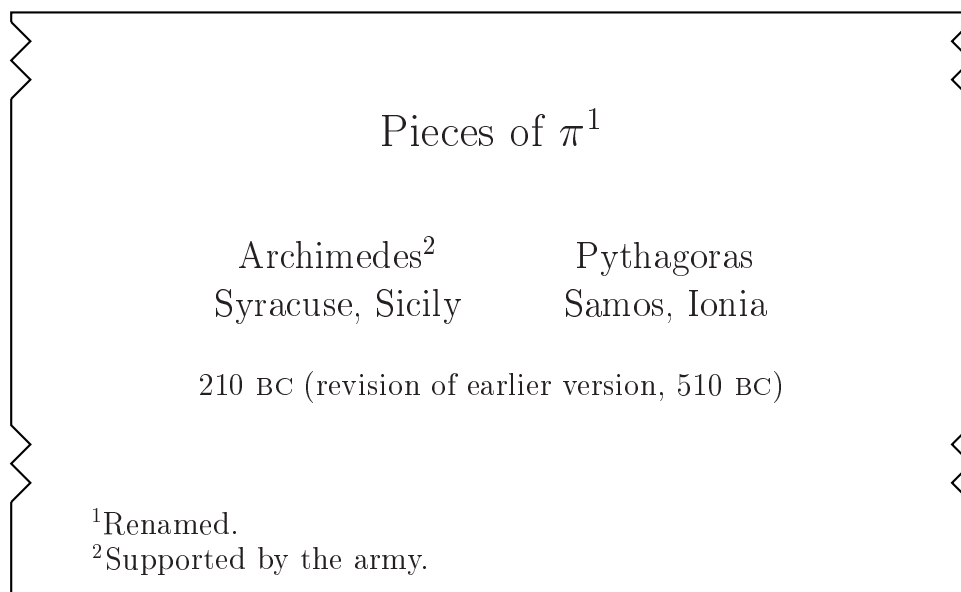 Pieces of π¹
Archimedes² Pythagoras
Syracuse, Sicily Samos, Ionia
210 BC (revision of earlier version, 510 BC)
¹Renamed.
²Supported by the army.